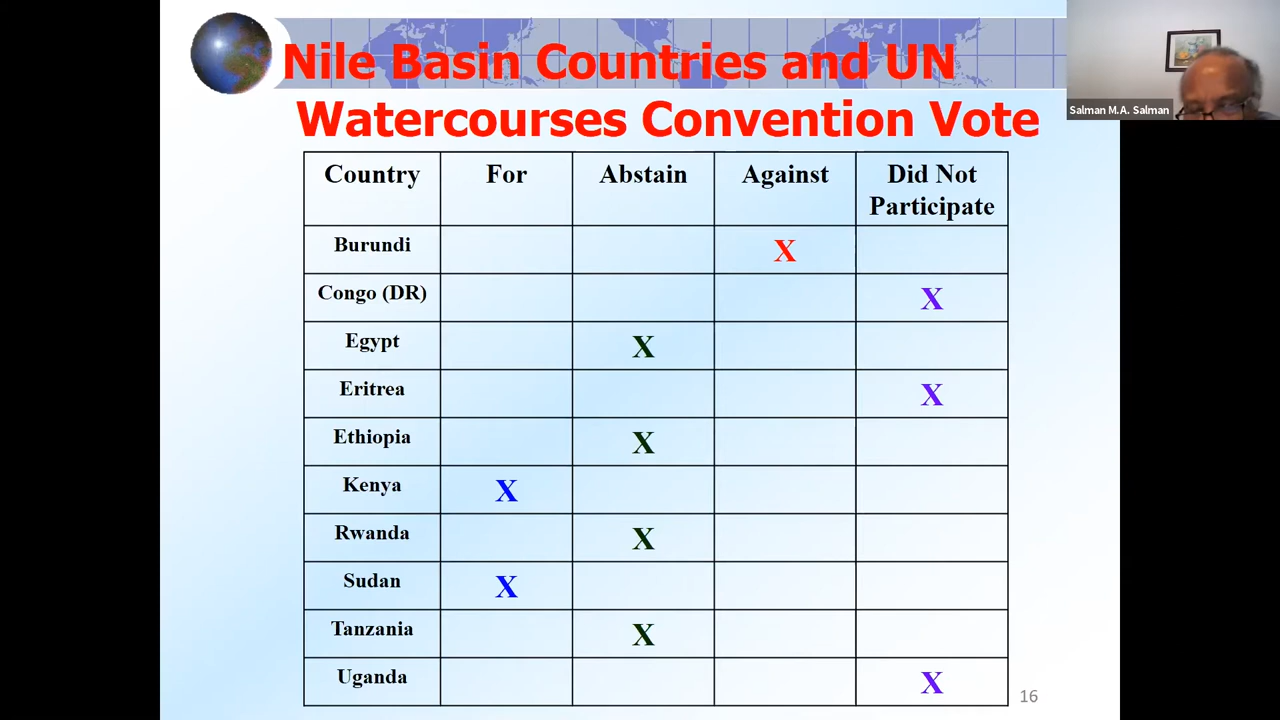 Nile Basin Countries and UN
Watercourses Convention Vote
Salman M.A. Salman
Country For Abstain Against Did Not
Participate
Burundi X
Congo (DR) X
Egypt X
Eritrea X
Ethiopia X
Kenya X
Rwanda X
Sudan X
Tanzania X
Uganda X
16